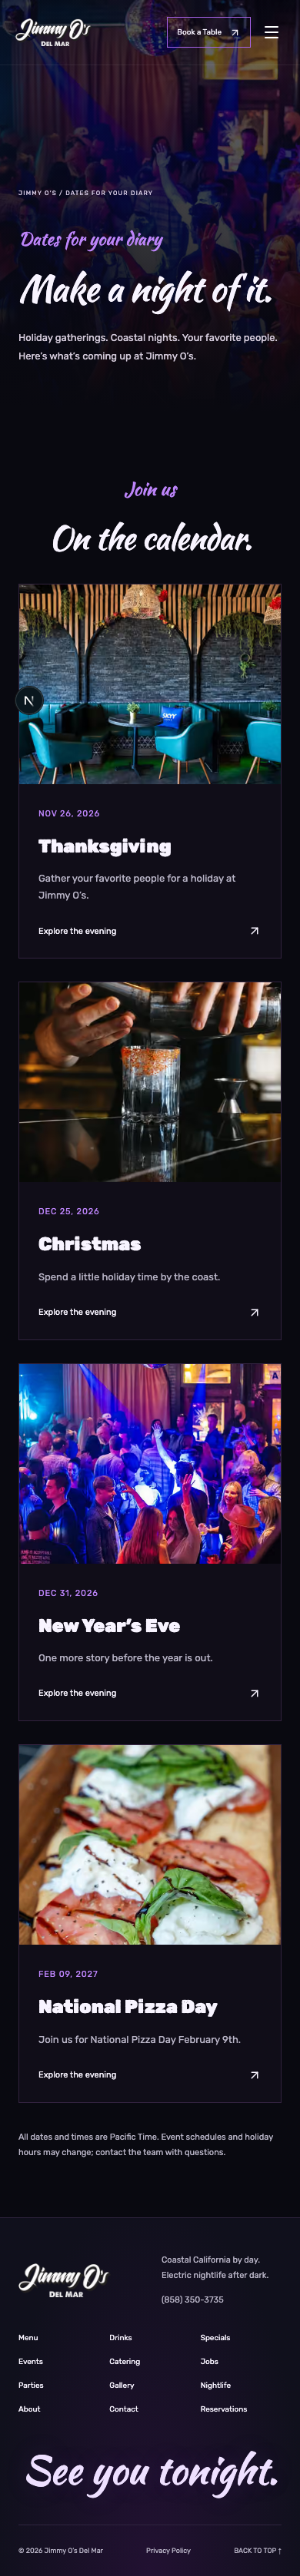 Jimmy O's
DEL MAR
Book a Table
JIMMY O'S / DATES FOR YOUR DIARY
Dates for your diary
Make a night of it.
Holiday gatherings. Coastal nights. Your favorite people.
Here's what's coming up at Jimmy O's.
Join us
On the calendar.
N
SKYY
NOV 26, 2026
Thanksgiving
Gather your favorite people for a holiday at
Jimmy O's.
Explore the evening
DEC 25, 2026
Christmas
Spend a little holiday time by the coast.
Explore the evening
DEC 31, 2026
New Year's Eve
One more story before the year is out.
Explore the evening
FEB 09, 2027
National Pizza Day
Join us for National Pizza Day February 9th.
Explore the evening
All dates and times are Pacific Time. Event schedules and holiday
hours may change; contact the team with questions.
Jimmy O's
DEL MAR
Coastal California by day.
Electric nightlife after dark.
(858) 350-3735
Menu Drinks Specials
Events Catering Jobs
Parties Gallery Nightlife
About Contact Reservations
See you tonight.
© 2026 Jimmy O's Del Mar Privacy Policy BACK TO TOP ↑